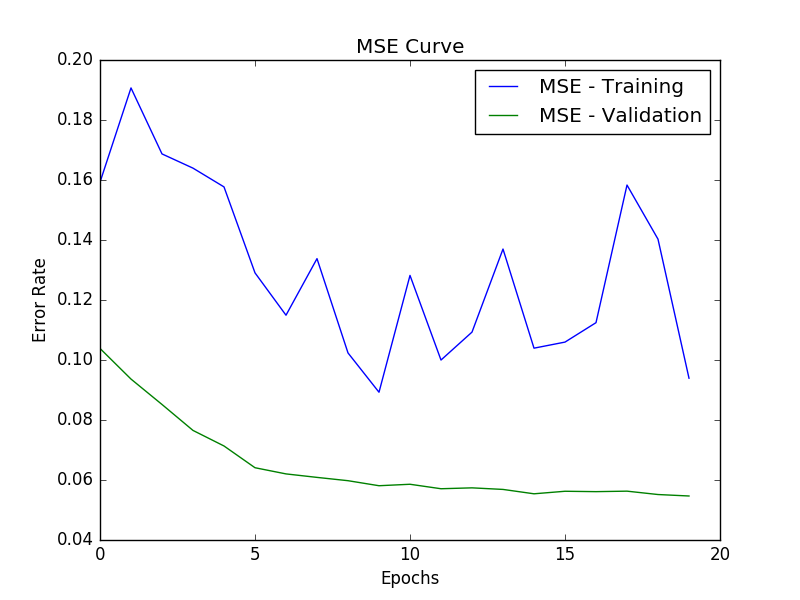 MSE Curve
MSE - Training
MSE - Validation
0.20
0.18
0.16
0.14
0.12
0.10
0.08
0.06
0.04
Error Rate
0 5 10 15 20
Epochs